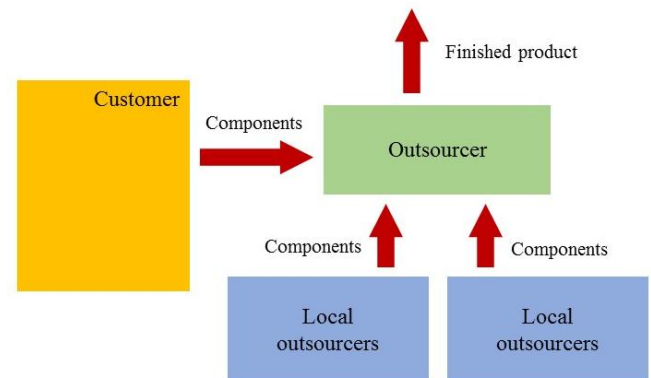 Finished product
Customer
Components
Outsourcer
Components
Components
Local
outsourcers
Local
outsourcers